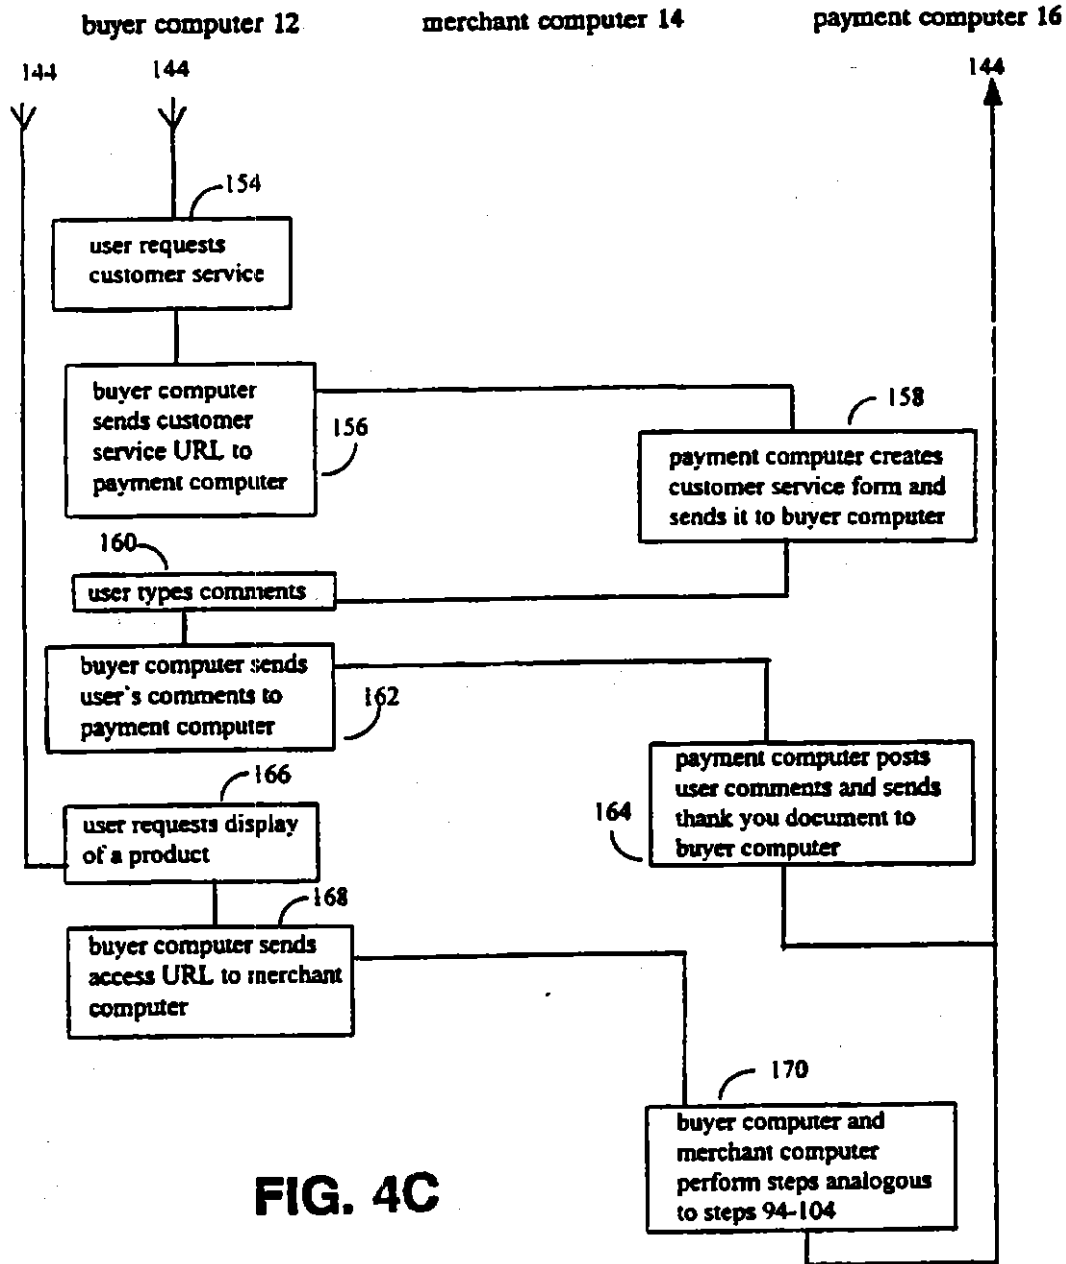 buyer computer 12
merchant computer 14
payment computer 16
144
144
144
154
user requests
customer service
buyer computer
sends customer
service URL to
payment computer
156
158
payment computer creates
customer service form and
sends it to buyer computer
160
user types comments
buyer computer sends
user's comments to
payment computer
162
payment computer posts
user comments and sends
thank you document to
buyer computer
164
166
user requests display
of a product
168
buyer computer sends
access URL to merchant
computer
170
buyer computer and
merchant computer
perform steps analogous
to steps 94-104
FIG. 4C